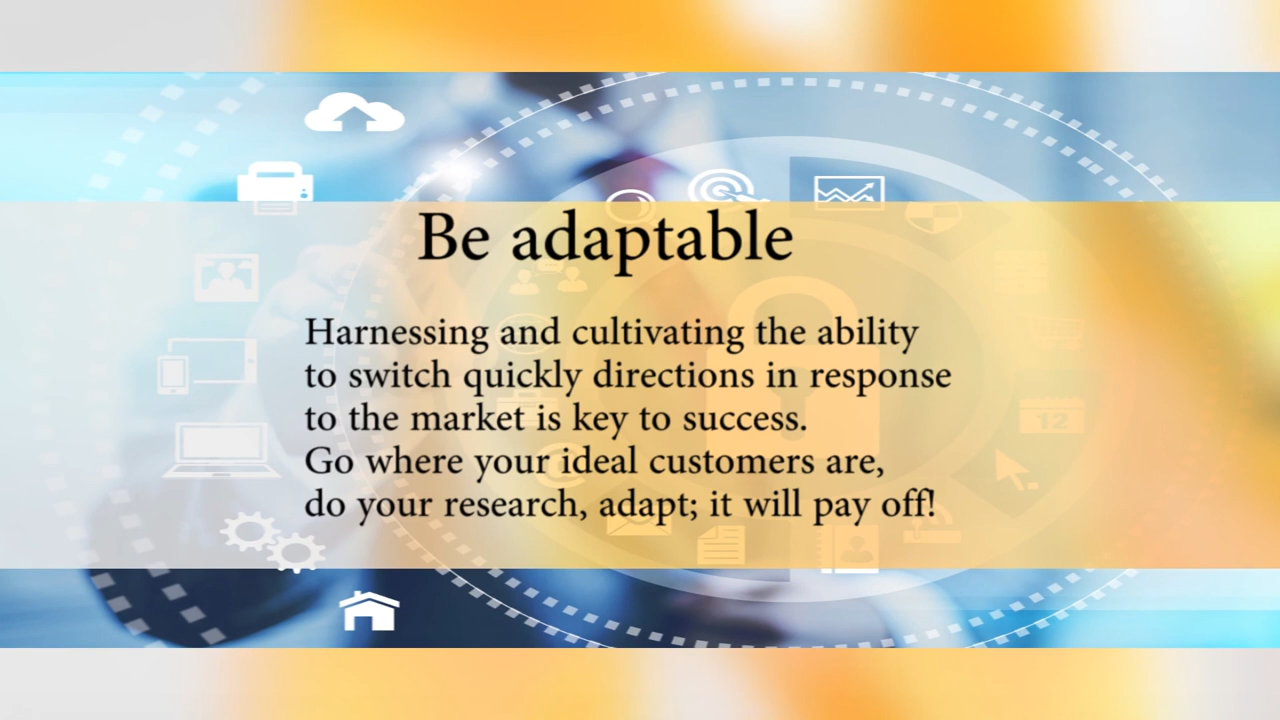 Be adaptable
Harnessing and cultivating the ability
to switch quickly directions in response
to the market is key to success.
Go where your ideal customers are,
do your research, adapt; it will pay off!
12